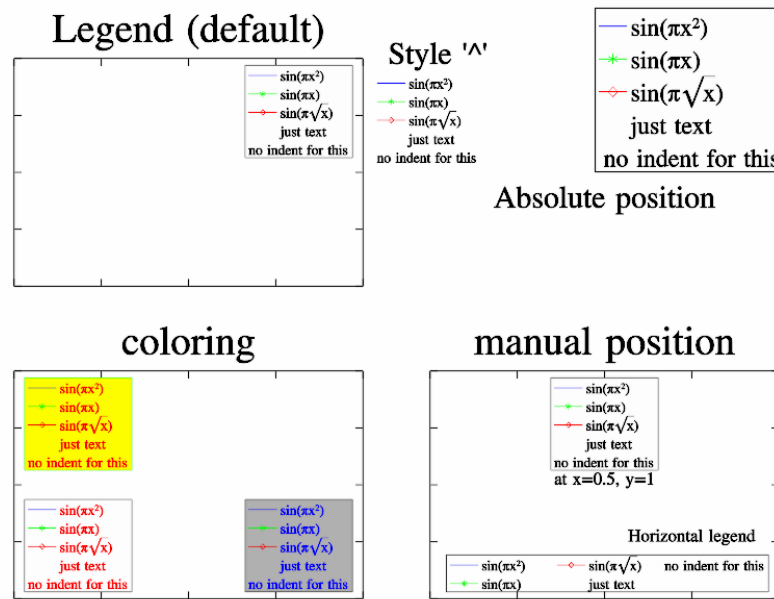 Legend (default)
sin(πx²)
sin(πx)
sin(π√x)
just text
no indent for this
Style '^'
sin(πx²)
sin(πx)
sin(π√x)
just text
no indent for this
sin(πx²)
sin(πx)
sin(π√x)
just text
no indent for this
Absolute position
coloring
sin(πx²)
sin(πx)
sin(π√x)
just text
no indent for this
sin(πx²)
sin(πx)
sin(π√x)
just text
no indent for this
sin(πx²)
sin(πx)
sin(π√x)
just text
no indent for this
manual position
sin(πx²)
sin(πx)
sin(π√x)
just text
no indent for this
at x=0.5, y=1
Horizontal legend
sin(πx²) sin(π√x) no indent for this
sin(πx) just text